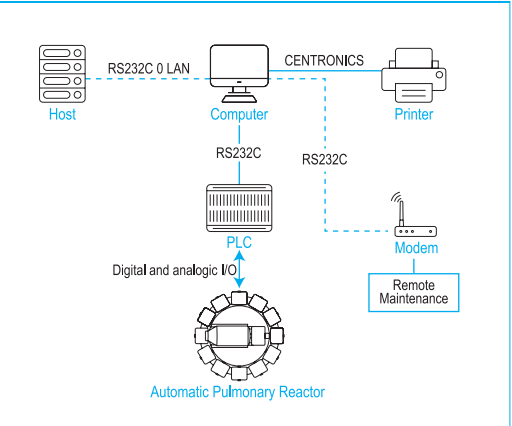 RS232C 0 LAN
CENTRONICS
Host
Computer
Printer
RS232C
RS232C
PLC
Modem
Digital and analogic I/O
Remote
Maintenance
Automatic Pulmonary Reactor